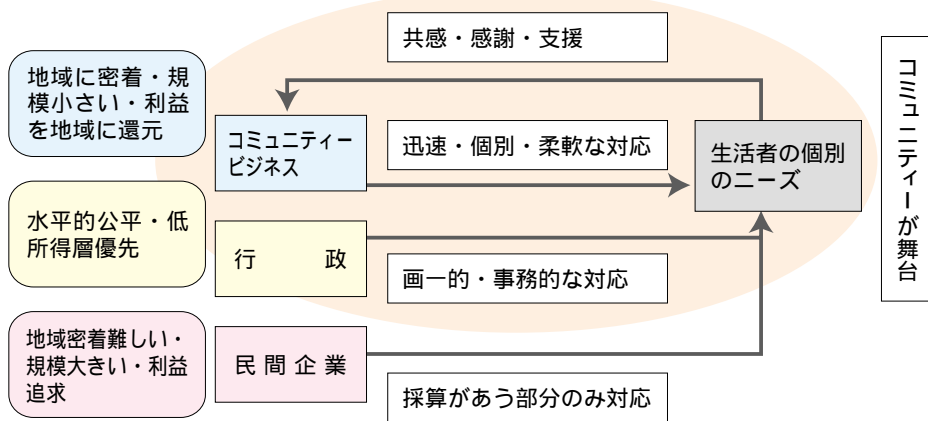 共感・感謝・支援
地域に密着・規
模小さい・利益
を地域に還元
コミュニティー
ビジネス
迅速・個別・柔軟な対応
生活者の個別
のニーズ
水平的公平・低
所得層優先
行　　政
画一的・事務的な対応
地域密着難しい・
規模大きい・利益
追求
民 間 企 業
採算があう部分のみ対応
コミュニティーが舞台